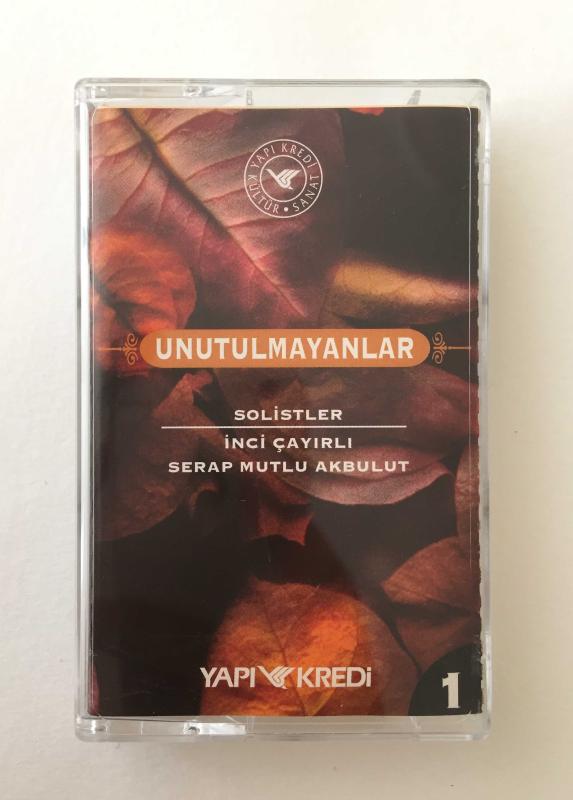 YAPI KREDİ
KÜLTÜR • SANAT
UNUTULMAYANLAR
SOLİSTLER
İNCİ ÇAYIRLI
SERAP MUTLU AKBULUT
YAPI KREDİ
1